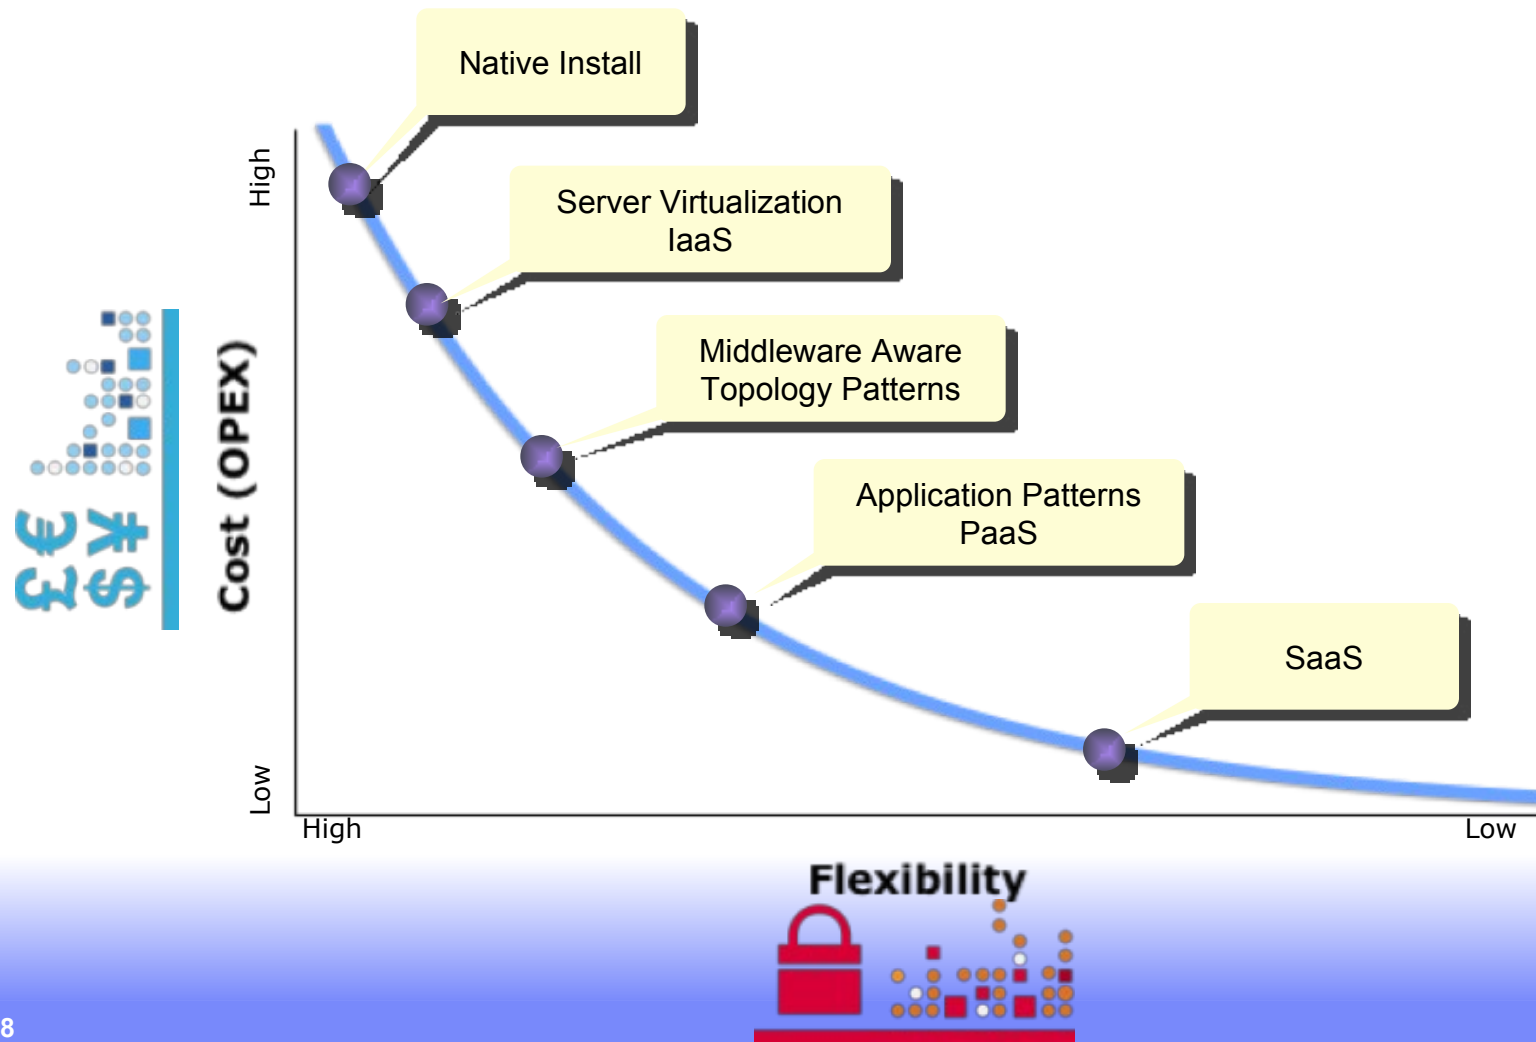 Native Install
High
Server Virtualization
IaaS
Middleware Aware
Topology Patterns
Cost (OPEX)
£€
$¥
Application Patterns
PaaS
SaaS
Low
High
Low
Flexibility
8